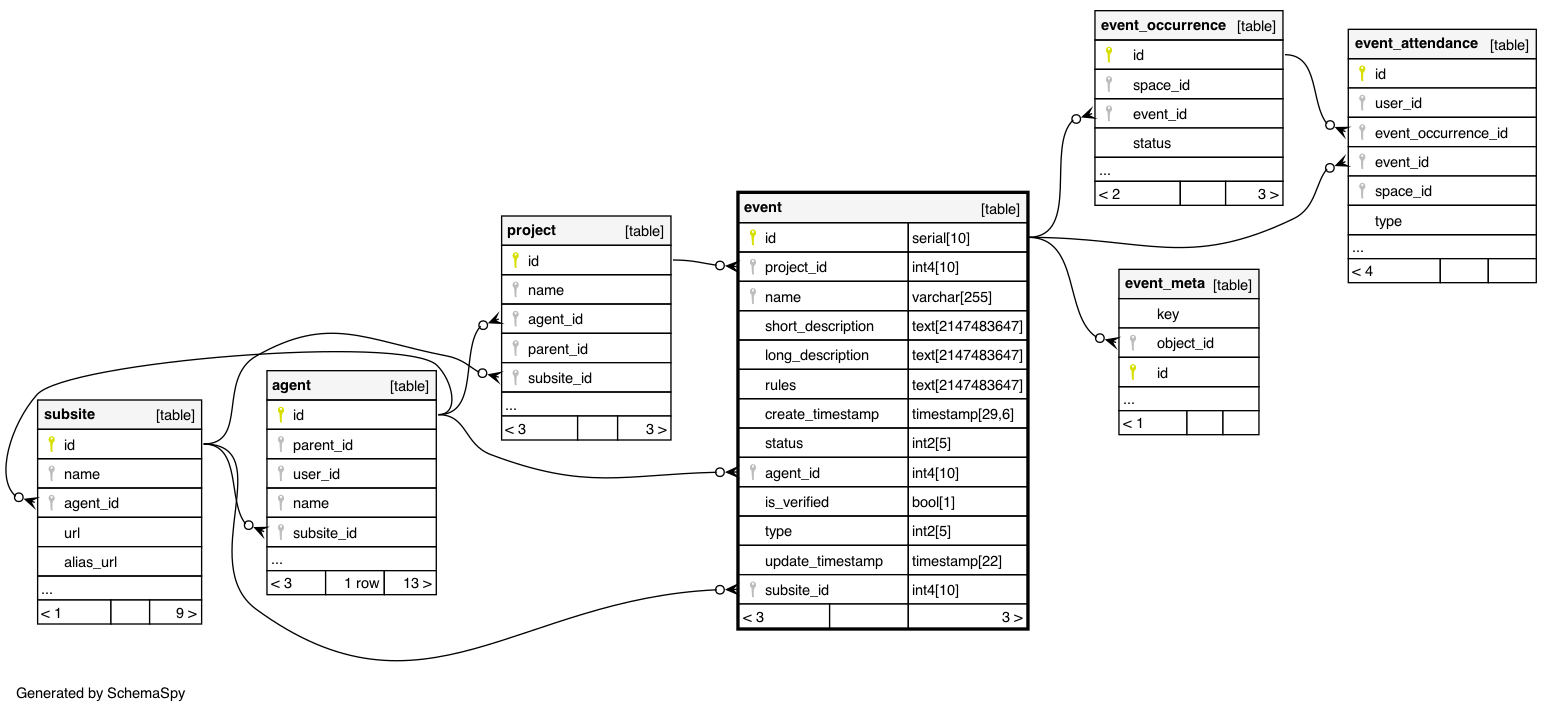 event_occurrence [table]
id
space_id
event_id
status
...
< 2 3 >
event_attendance [table]
id
user_id
event_occurrence_id
event_id
space_id
type
...
< 4
event [table]
id serial[10]
project_id int4[10]
name varchar[255]
short_description text[2147483647]
long_description text[2147483647]
rules text[2147483647]
create_timestamp timestamp[29,6]
status int2[5]
agent_id int4[10]
is_verified bool[1]
type int2[5]
update_timestamp timestamp[22]
subsite_id int4[10]
< 3 3 >
project [table]
id
name
agent_id
parent_id
subsite_id
...
< 3 3 >
event_meta [table]
key
object_id
id
...
< 1
agent [table]
id
parent_id
user_id
name
subsite_id
...
< 3 1 row 13 >
subsite [table]
id
name
agent_id
url
alias_url
...
< 1 9 >
Generated by SchemaSpy